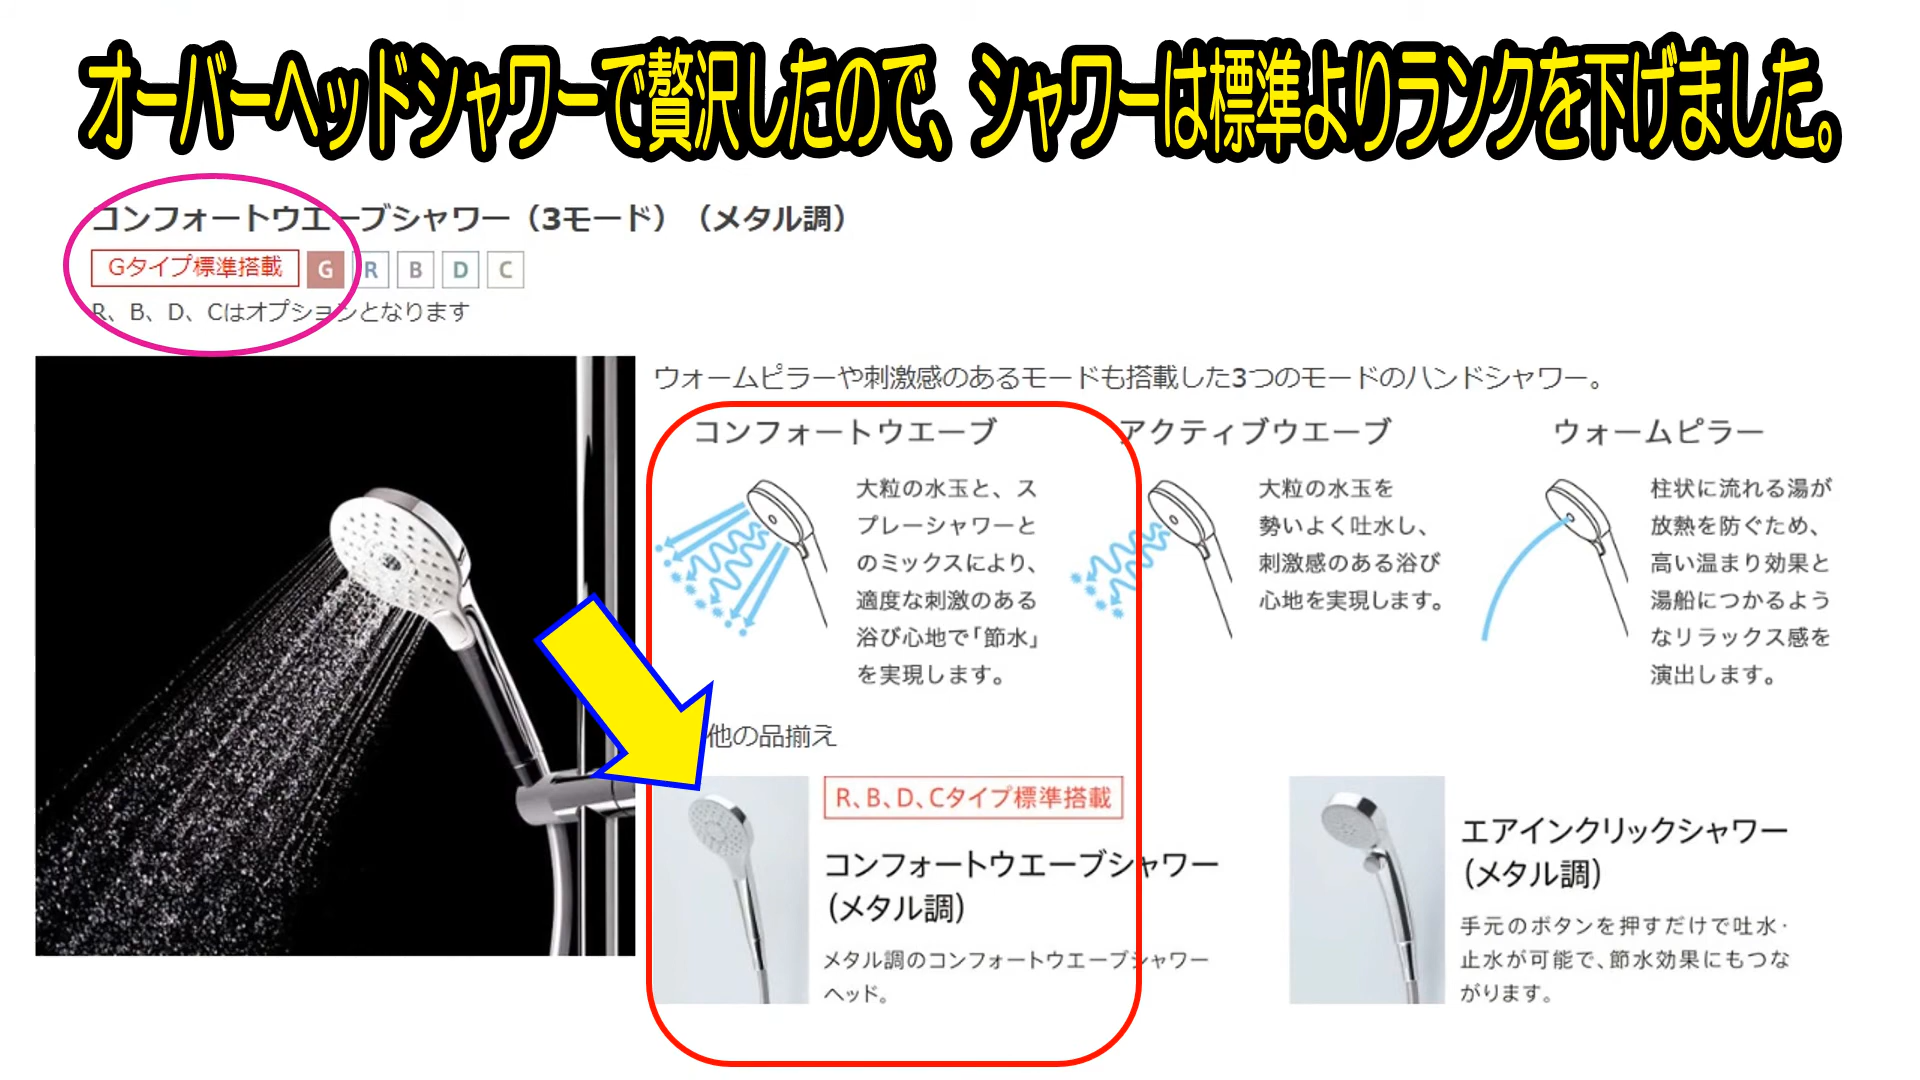 オーバーヘッドシャワーで贅沢したので、シャワーは標準よりランクを下げました。
コンフォートウエーブシャワー（3モード）（メタル調）
Gタイプ標準搭載 G R B D C
R、B、D、Cはオプションとなります
ウォームピラーや刺激感のあるモードも搭載した3つのモードのハンドシャワー。
コンフォートウエーブ
大粒の水玉と、ス
プレーシャワーと
のミックスにより、
適度な刺激のある
浴び心地で「節水」
を実現します。
アクティブウエーブ
大粒の水玉を
勢いよく吐水し、
刺激感のある浴び
心地を実現します。
ウォームピラー
柱状に流れる湯が
放熱を防ぐため、
高い温まり効果と
湯船につかるよう
なリラックス感を
演出します。
他の品揃え
R、B、D、Cタイプ標準搭載
コンフォートウエーブシャワー
（メタル調）
メタル調のコンフォートウエーブシャワー
ヘッド。
エアインクリックシャワー
（メタル調）
手元のボタンを押すだけで吐水・
止水が可能で、節水効果にもつな
がります。